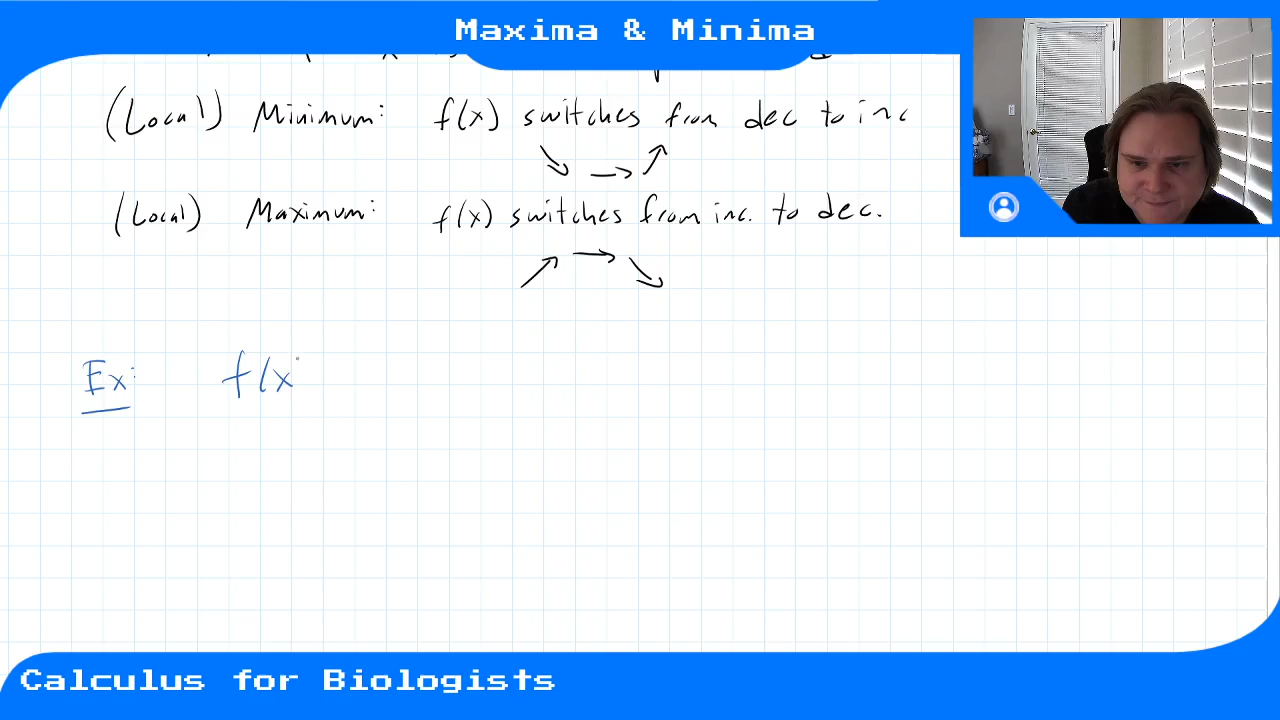 Maxima & Minima
(Local) Minimum: f(x) switches from dec to inc
(Local) Maximum: f(x) switches from inc. to dec.
Ex: f(x
Calculus for Biologists